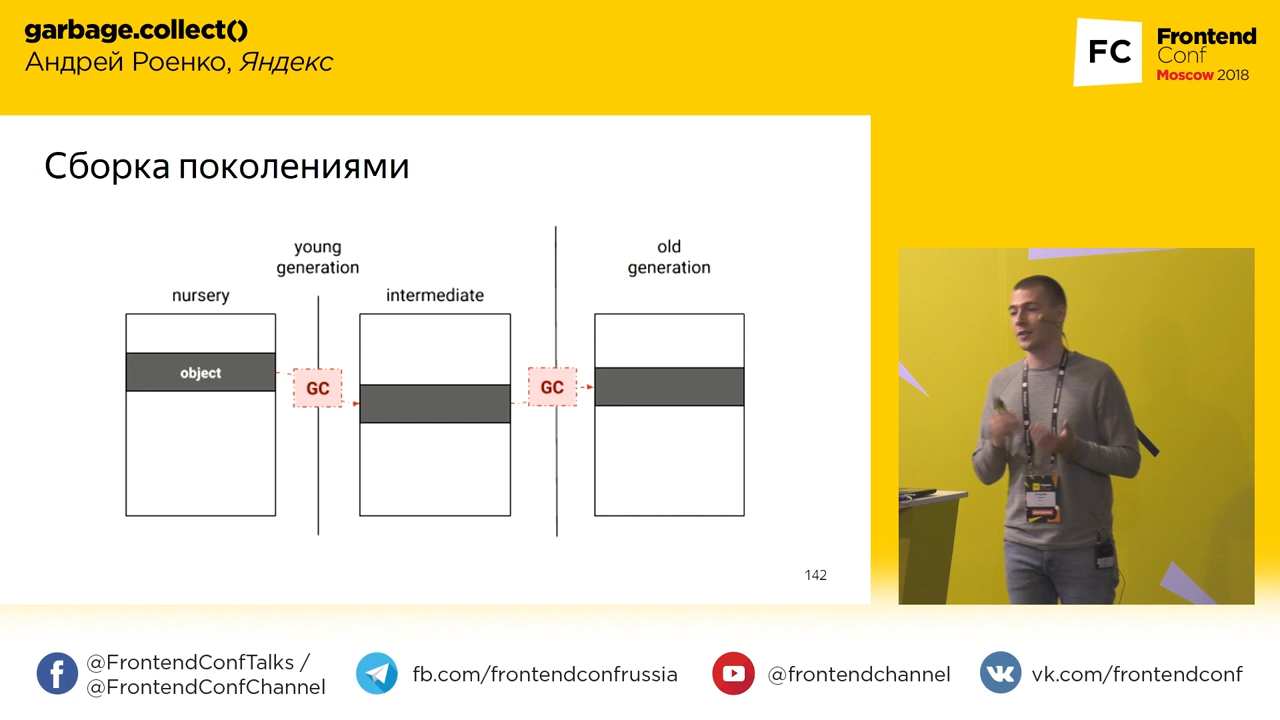 garbage.collect()
Андрей Роенко, Яндекс
FC
Frontend
Conf
Moscow 2018
Сборка поколениями
young
generation
old
generation
nursery
intermediate
object
GC
GC
142
@FrontendConfTalks /
@FrontendConfChannel
fb.com/frontendconfrussia
@frontendchannel
vk.com/frontendconf